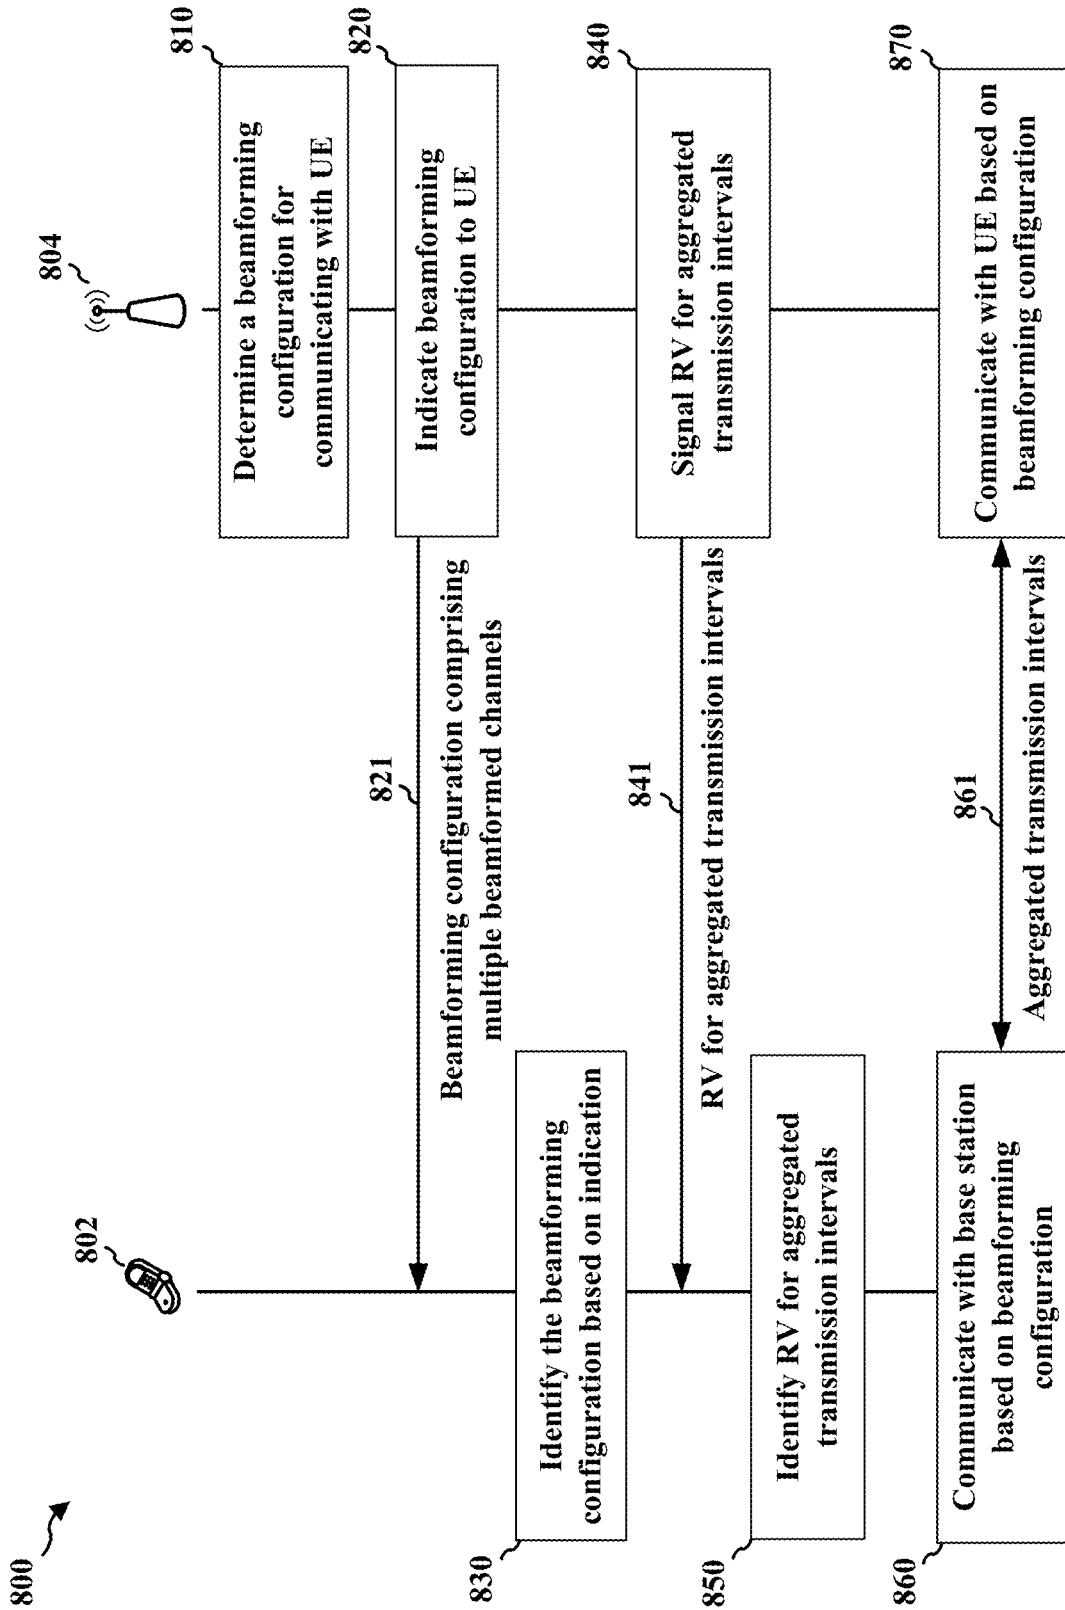 800
802
804
810
Determine a beamforming
configuration for
communicating with UE
820
Indicate beamforming
configuration to UE
821
Beamforming configuration comprising
multiple beamformed channels
830
Identify the beamforming
configuration based on indication
840
Signal RV for aggregated
transmission intervals
841
RV for aggregated transmission intervals
850
Identify RV for aggregated
transmission intervals
860
Communicate with base station
based on beamforming
configuration
861
Aggregated transmission intervals
870
Communicate with UE based on
beamforming configuration